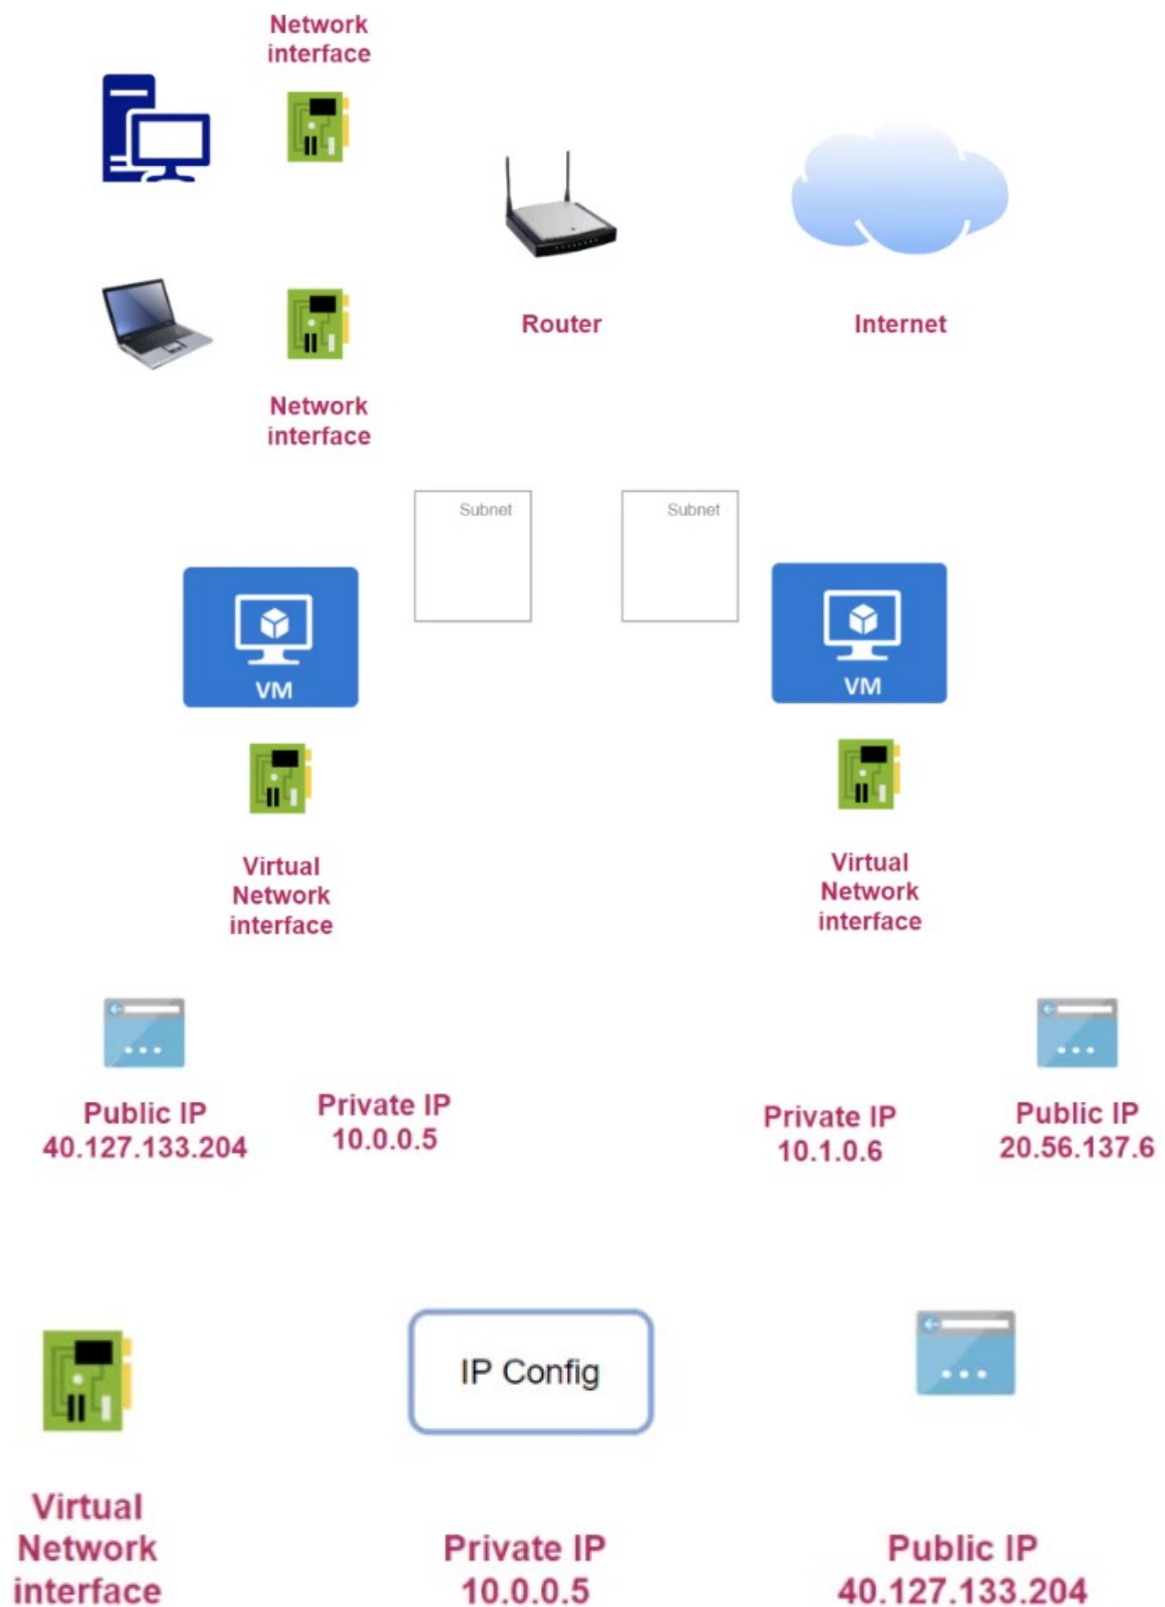 Network
interface
Router
Internet
Network
interface
Subnet
Subnet
VM
VM
Virtual
Network
interface
Virtual
Network
interface
Public IP
40.127.133.204
Private IP
10.0.0.5
Private IP
10.1.0.6
Public IP
20.56.137.6
IP Config
Virtual
Network
interface
Private IP
10.0.0.5
Public IP
40.127.133.204